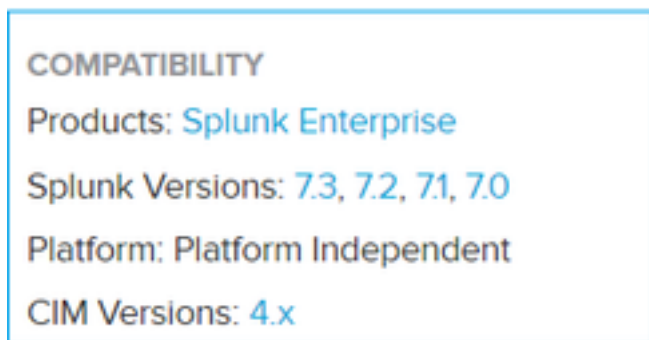 COMPATIBILITY
Products: Splunk Enterprise
Splunk Versions: 7.3, 7.2, 7.1, 7.0
Platform: Platform Independent
CIM Versions: 4.x